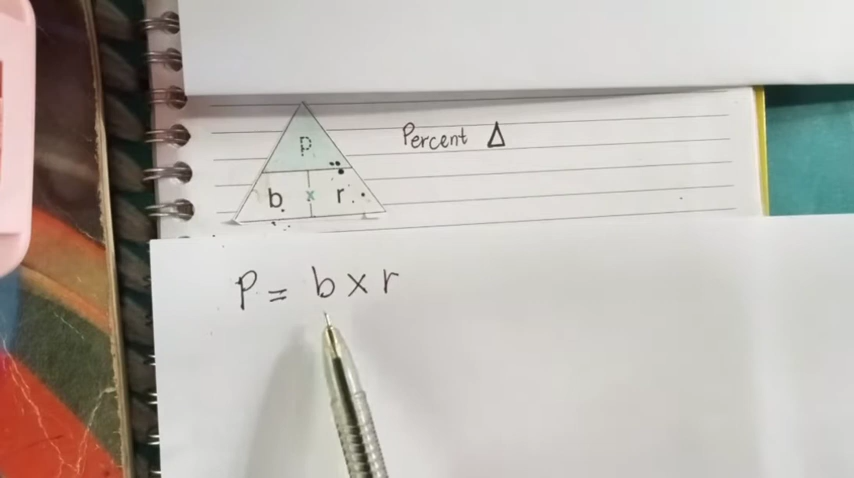 P
Percent Δ
b x r
P = b x r